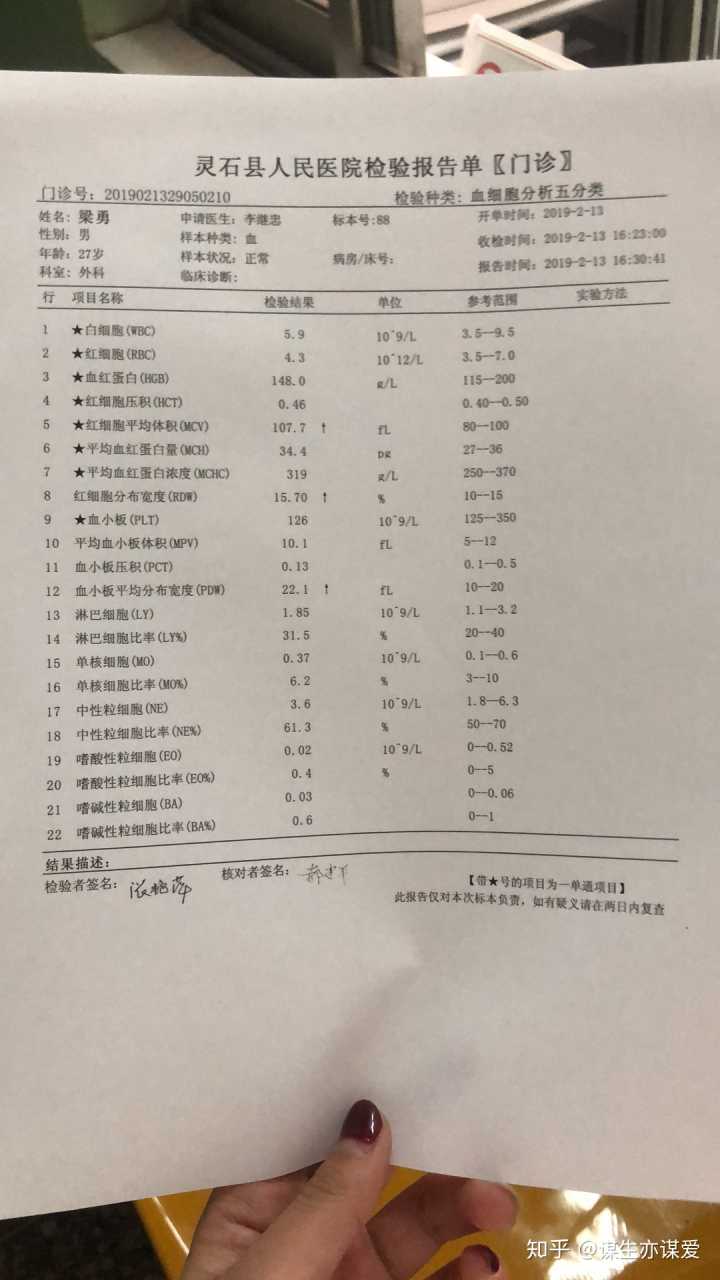 灵石县人民医院检验报告单〖门诊〗
门诊号: 2019021329050210 检验种类: 血细胞分析五分类
姓名: 梁勇 申请医生: 李继忠 标本号:88 开单时间: 2019-2-13
性别: 男 样本种类: 血 收检时间: 2019-2-13 16:23:00
年龄: 27岁 样本状况: 正常 病房/床号: 报告时间: 2019-2-13 16:30:41
科室: 外科 临床诊断:
行 项目名称 检验结果 单位 参考范围 实验方法
1 ★白细胞(WBC) 5.9 10^9/L 3.5--9.5
2 ★红细胞(RBC) 4.3 10^12/L 3.5--7.0
3 ★血红蛋白(HGB) 148.0 g/L 115--200
4 ★红细胞压积(HCT) 0.46 0.40--0.50
5 ★红细胞平均体积(MCV) 107.7 ↑ fL 80--100
6 ★平均血红蛋白量(MCH) 34.4 pg 27--36
7 ★平均血红蛋白浓度(MCHC) 319 g/L 250--370
8 红细胞分布宽度(RDW) 15.70 ↑ % 10--15
9 ★血小板(PLT) 126 10^9/L 125--350
10 平均血小板体积(MPV) 10.1 fL 5--12
11 血小板压积(PCT) 0.13 0.1--0.5
12 血小板平均分布宽度(PDW) 22.1 ↑ fL 10--20
13 淋巴细胞(LY) 1.85 10^9/L 1.1--3.2
14 淋巴细胞比率(LY%) 31.5 % 20--40
15 单核细胞(MO) 0.37 10^9/L 0.1--0.6
16 单核细胞比率(MO%) 6.2 % 3--10
17 中性粒细胞(NE) 3.6 10^9/L 1.8--6.3
18 中性粒细胞比率(NE%) 61.3 % 50--70
19 嗜酸性粒细胞(EO) 0.02 10^9/L 0--0.52
20 嗜酸性粒细胞比率(EO%) 0.4 % 0--5
21 嗜碱性粒细胞(BA) 0.03 0--0.06
22 嗜碱性粒细胞比率(BA%) 0.6 0--1
结果描述:
检验者签名: 核对者签名: 【带★号的项目为一单通项目】
此报告仅对本次标本负责, 如有疑义请在两日内复查
知乎 @谋生亦谋爱